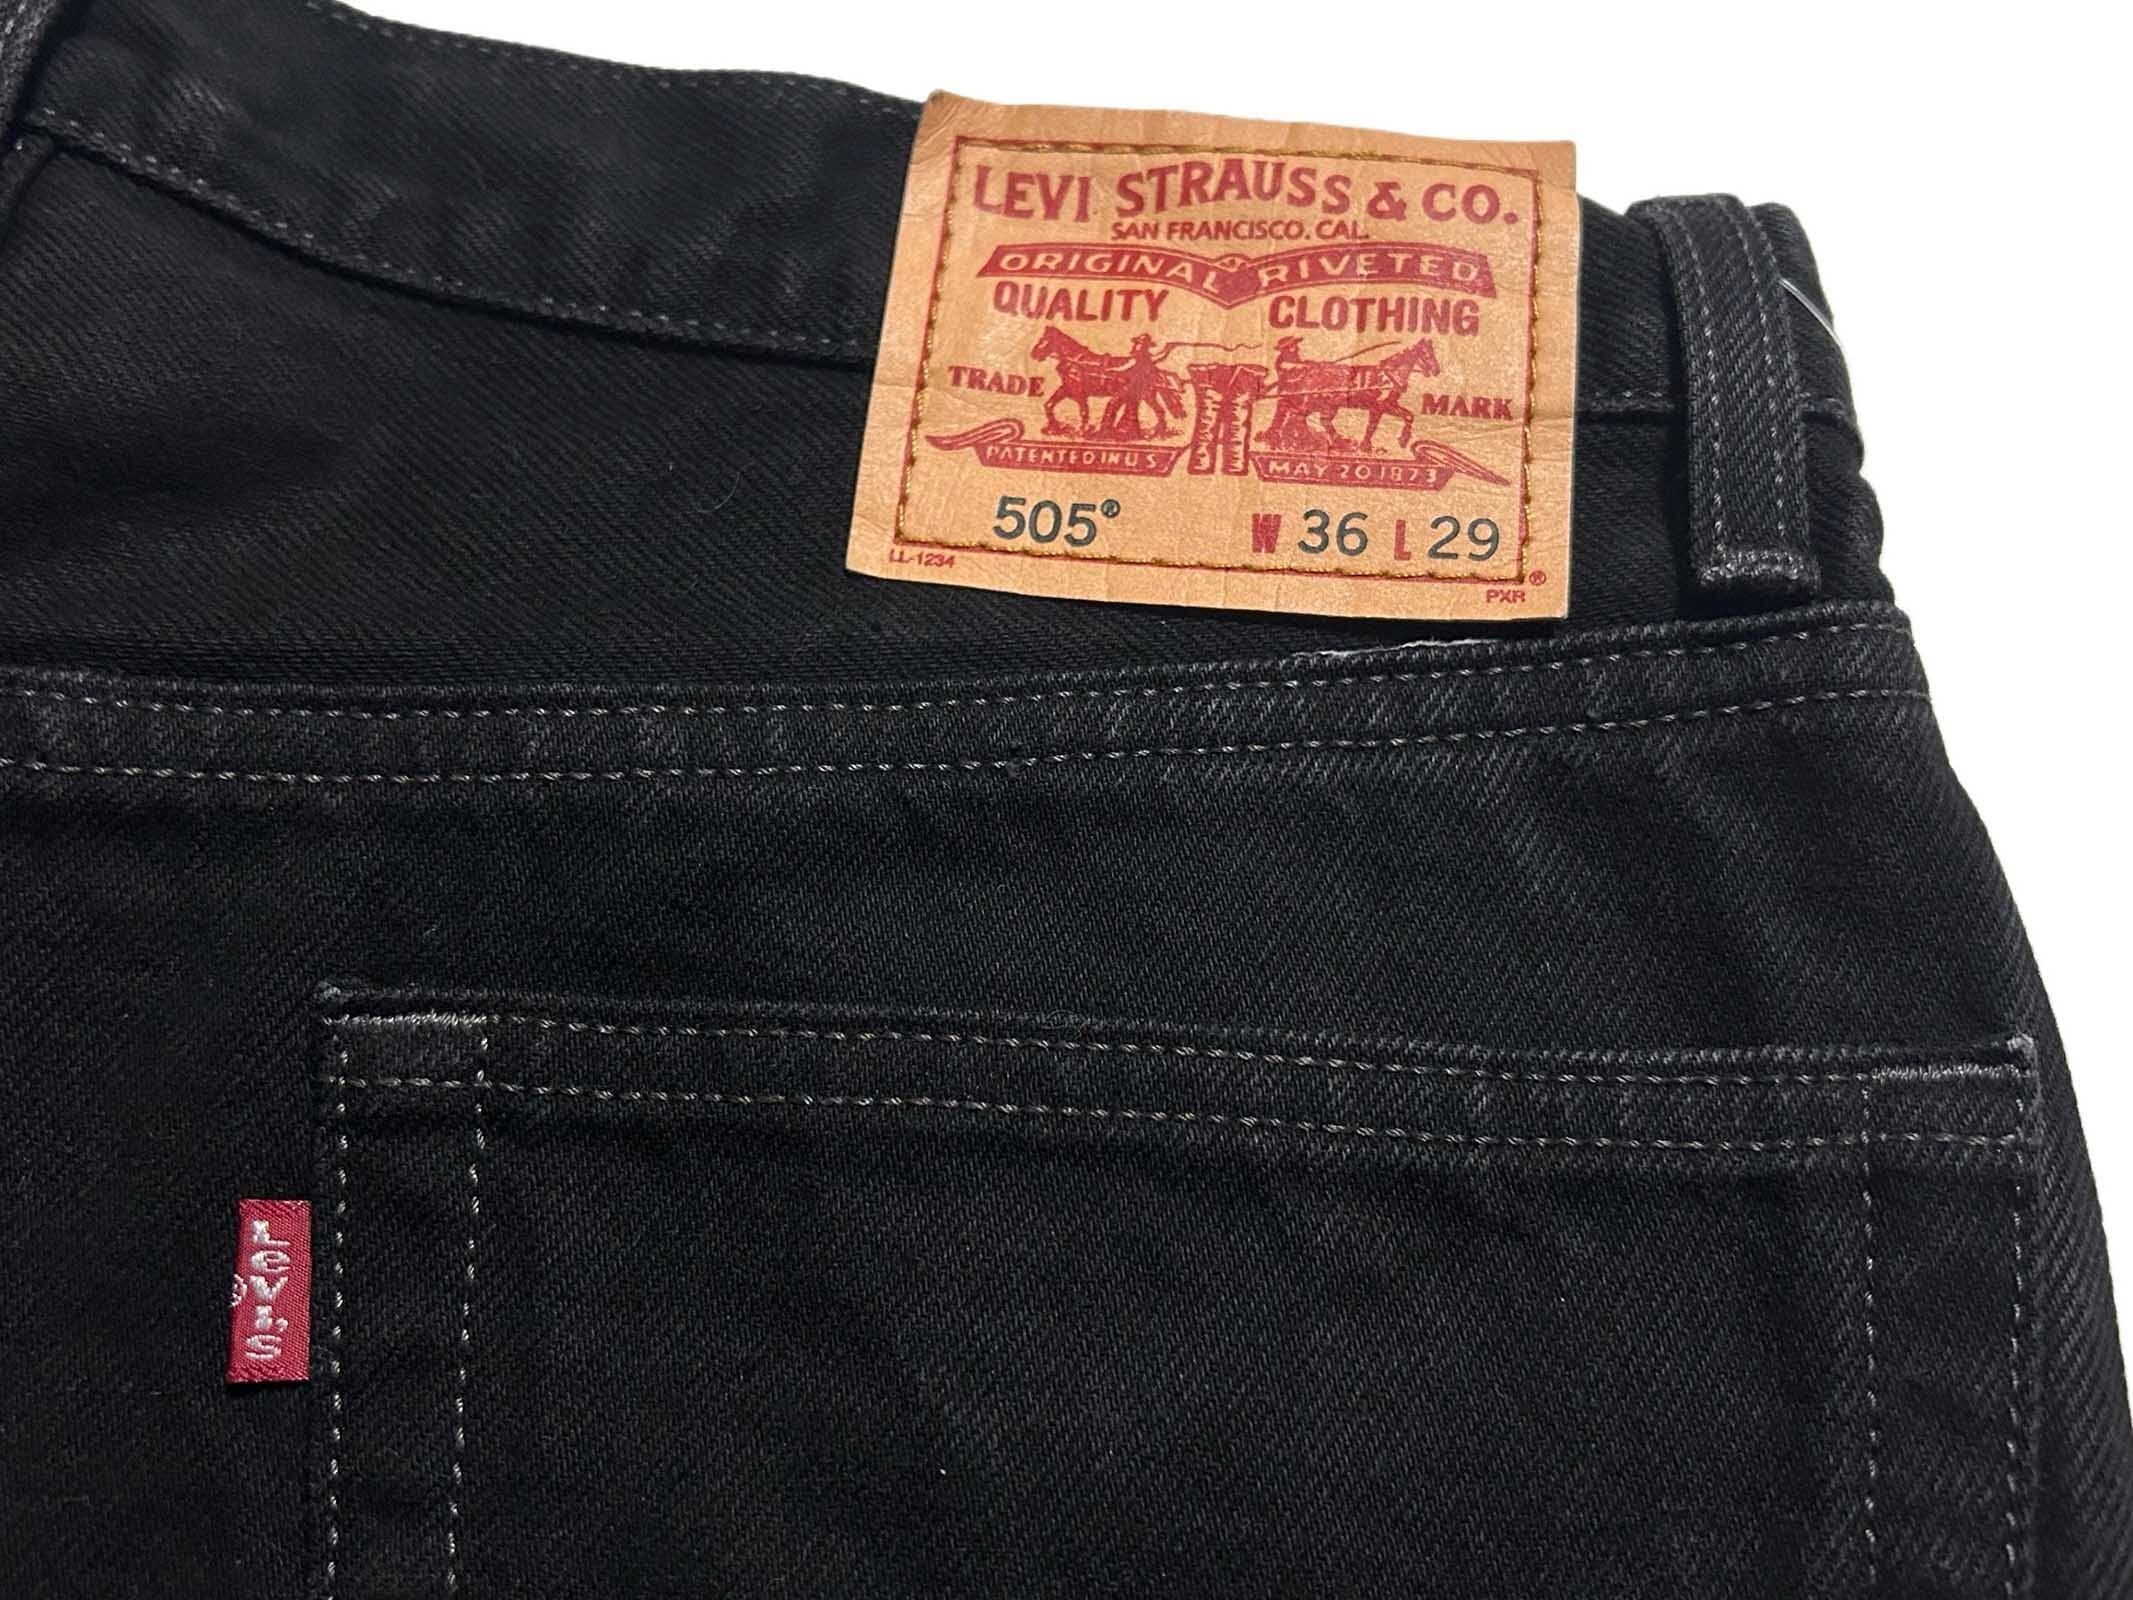 LEVI STRAUSS & CO.
SAN FRANCISCO. CAL.
ORIGINAL RIVETED
QUALITY CLOTHING
TRADE MARK
PATENTED IN U S MAY 20 1873
505® W 36 L 29
LL-1234 ®
PXR
LEVI'S
®